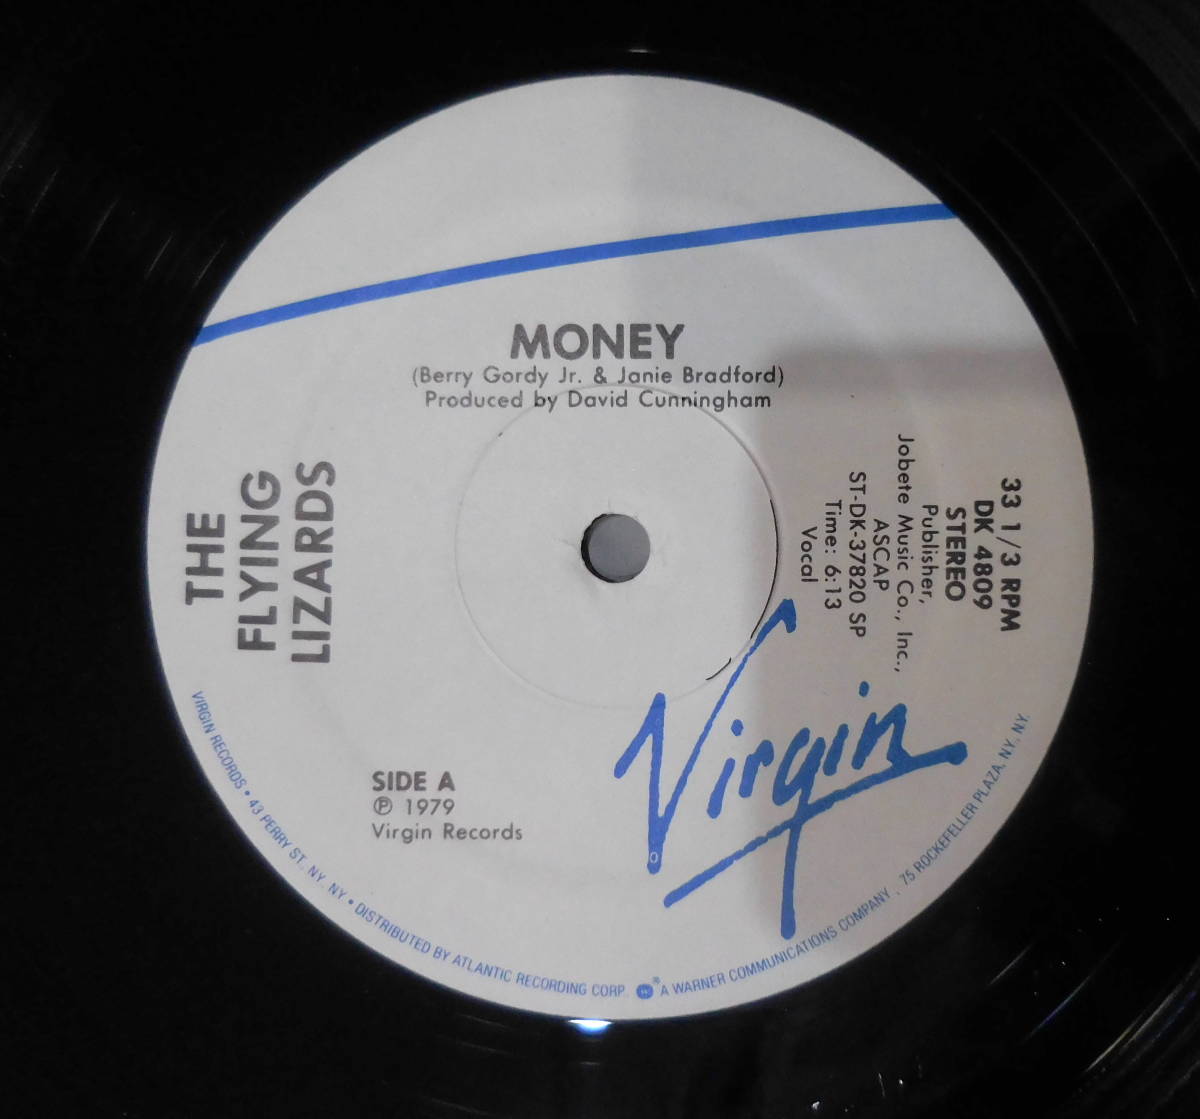 MONEY
(Berry Gordy Jr. & Janie Bradford)
Produced by David Cunningham
THE
FLYING
LIZARDS
33 1/3 RPM
DK 4809
STEREO
Publisher,
Jobete Music Co., Inc.,
ASCAP
ST-DK-37820 SP
Time: 6:13
Vocal
Virgin
SIDE A
℗ 1979
Virgin Records
VIRGIN RECORDS • 43 PERRY ST., NY. NY • DISTRIBUTED BY ATLANTIC RECORDING CORP. ® A WARNER COMMUNICATIONS COMPANY . 75 ROCKEFELLER PLAZA, NY., NY.